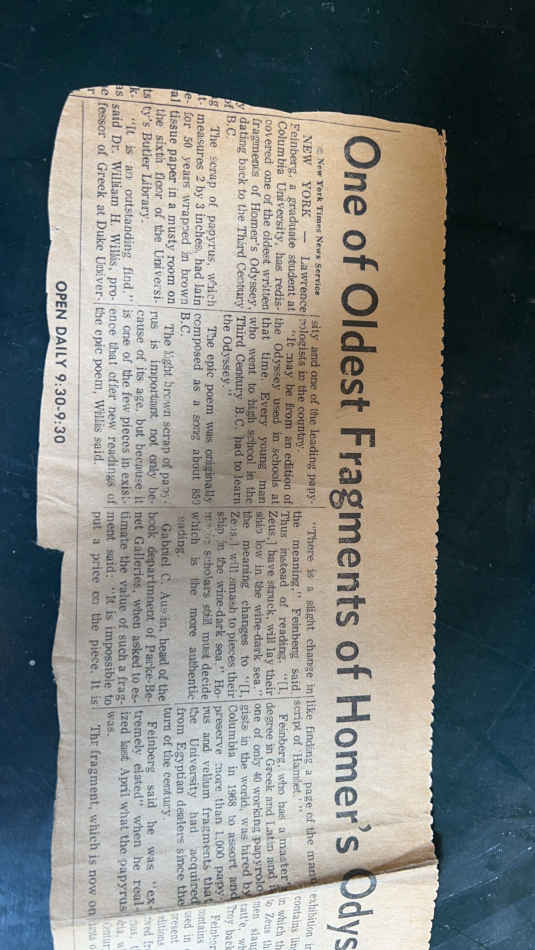 One of Oldest Fragments of Homer's Odys
© New York Times News Service
NEW YORK — Lawrence
Feinberg, a graduate student at
Columbia University, has redis-
covered one of the oldest written
fragments of Homer's Odyssey,
dating back to the Third Century
B.C.
The scrap of papyrus, which
measures 2 by 3 inches, had lain
for 50 years wrapped in brown
tissue paper in a musty room on
the sixth floor of the Universi-
ty's Butler Library.
"It is an outstanding find,"
said Dr. William H. Willis, pro-
fessor of Greek at Duke Univer-
sity and one of the leading papy-
rologists in the country.
"It may be from an edition of
the Odyssey used in schools at
that time. Every young man
who went to high school in the
Third Century B.C. had to learn
the Odyssey."
The epic poem was originally
composed as a song about 850
B.C.
The light brown scrap of papy-
rus is important not only be-
cause of its age, but because it
is one of the few pieces in exis-
ence that offer new readings of
the epic poem, Willis said.
"There is a slight change in
the meaning," Feinberg said
Thus instead of reading "[I,
Zeus,] have struck, will lay their
ship low in the wine-dark sea,"
the meaning changes to "[I,
Zeus,] will smash to pieces their
ship in the wine-dark sea." Ho-
scholars still must decide
which is the more authentic
reading.
Gabriel C. Austin, head of the
book department of Parke-Be-
net Galleries, when asked to es-
timate the value of such a frag-
ment said: "It is impossible to
put a price on the piece. It is
like finding a page of the manu-
script of Hamlet."
Feinberg, who has a master's
degree in Greek and Latin and is
one of only 40 working papyrolo-
gists in the world, was hired by
Columbia in 1968 to assort and
preserve more than 1,000 papy-
rus and vellum fragments that
the University had acquired
from Egyptian dealers since the
turn of the century.
Feinberg said he was "ex-
tremely elated" when he real-
ized last April what the papyrus
was.
The fragment, which is now on
exhibition in
contains lin
in which th
to Zeus th
men slau
Troy back
Feinber
OPEN DAILY 9:30-9:30